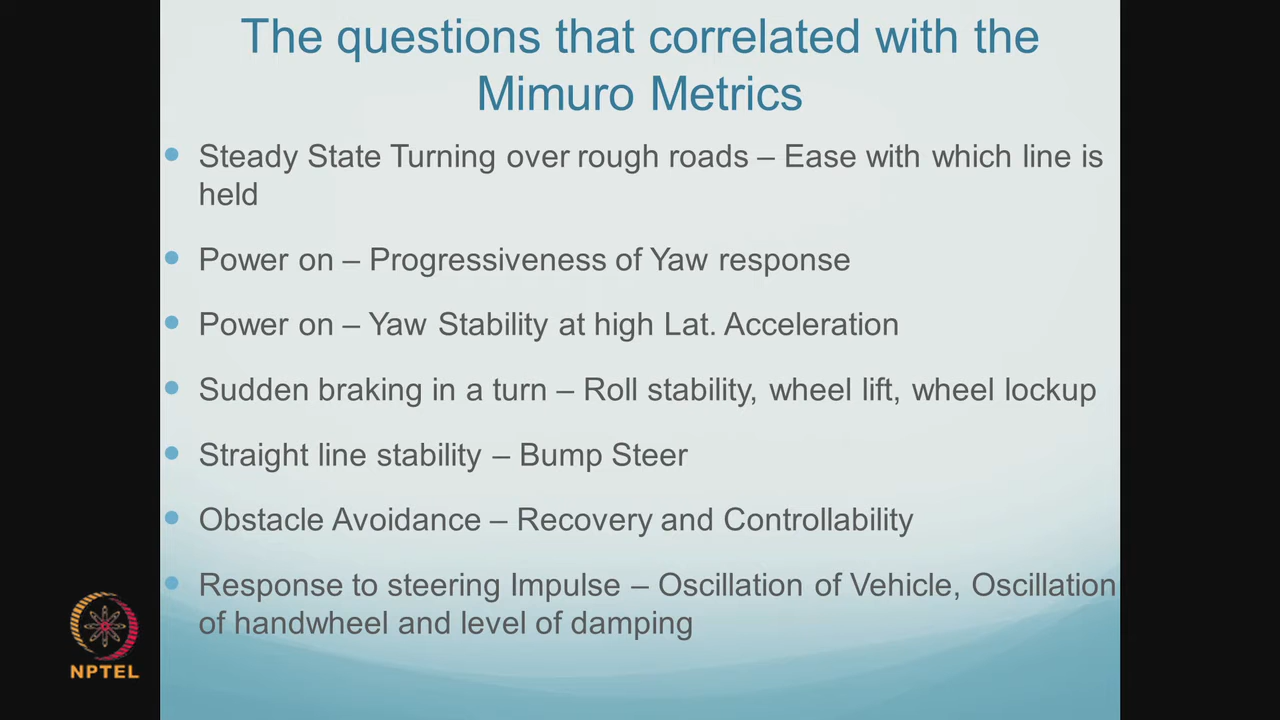 The questions that correlated with the
Mimuro Metrics
• Steady State Turning over rough roads – Ease with which line is
held
• Power on – Progressiveness of Yaw response
• Power on – Yaw Stability at high Lat. Acceleration
• Sudden braking in a turn – Roll stability, wheel lift, wheel lockup
• Straight line stability – Bump Steer
• Obstacle Avoidance – Recovery and Controllability
• Response to steering Impulse – Oscillation of Vehicle, Oscillation
of handwheel and level of damping
NPTEL